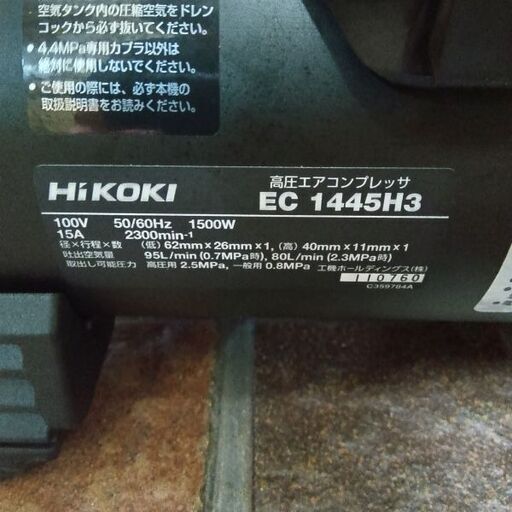 空気タンク内の圧縮空気をドレン
コックから必ず抜いてください。
● 4.4MPa専用カプラ以外は
絶対に使用しないでください。
● ご使用の際には、必ず本機の
取扱説明書をお読みください。
高圧エアコンプレッサ
HiKOKI EC 1445H3
100V 50/60Hz 1500W
15A 2300min-¹
径×行程×数 (低) 62mm×26mm×1, (高) 40mm×11mm×1
吐出空気量 95L/min (0.7MPa時), 80L/min (2.3MPa時)
取出し可能圧力 高圧用 2.5MPa, 一般用 0.8MPa 工機ホールディングス(株)
110760
C359784A